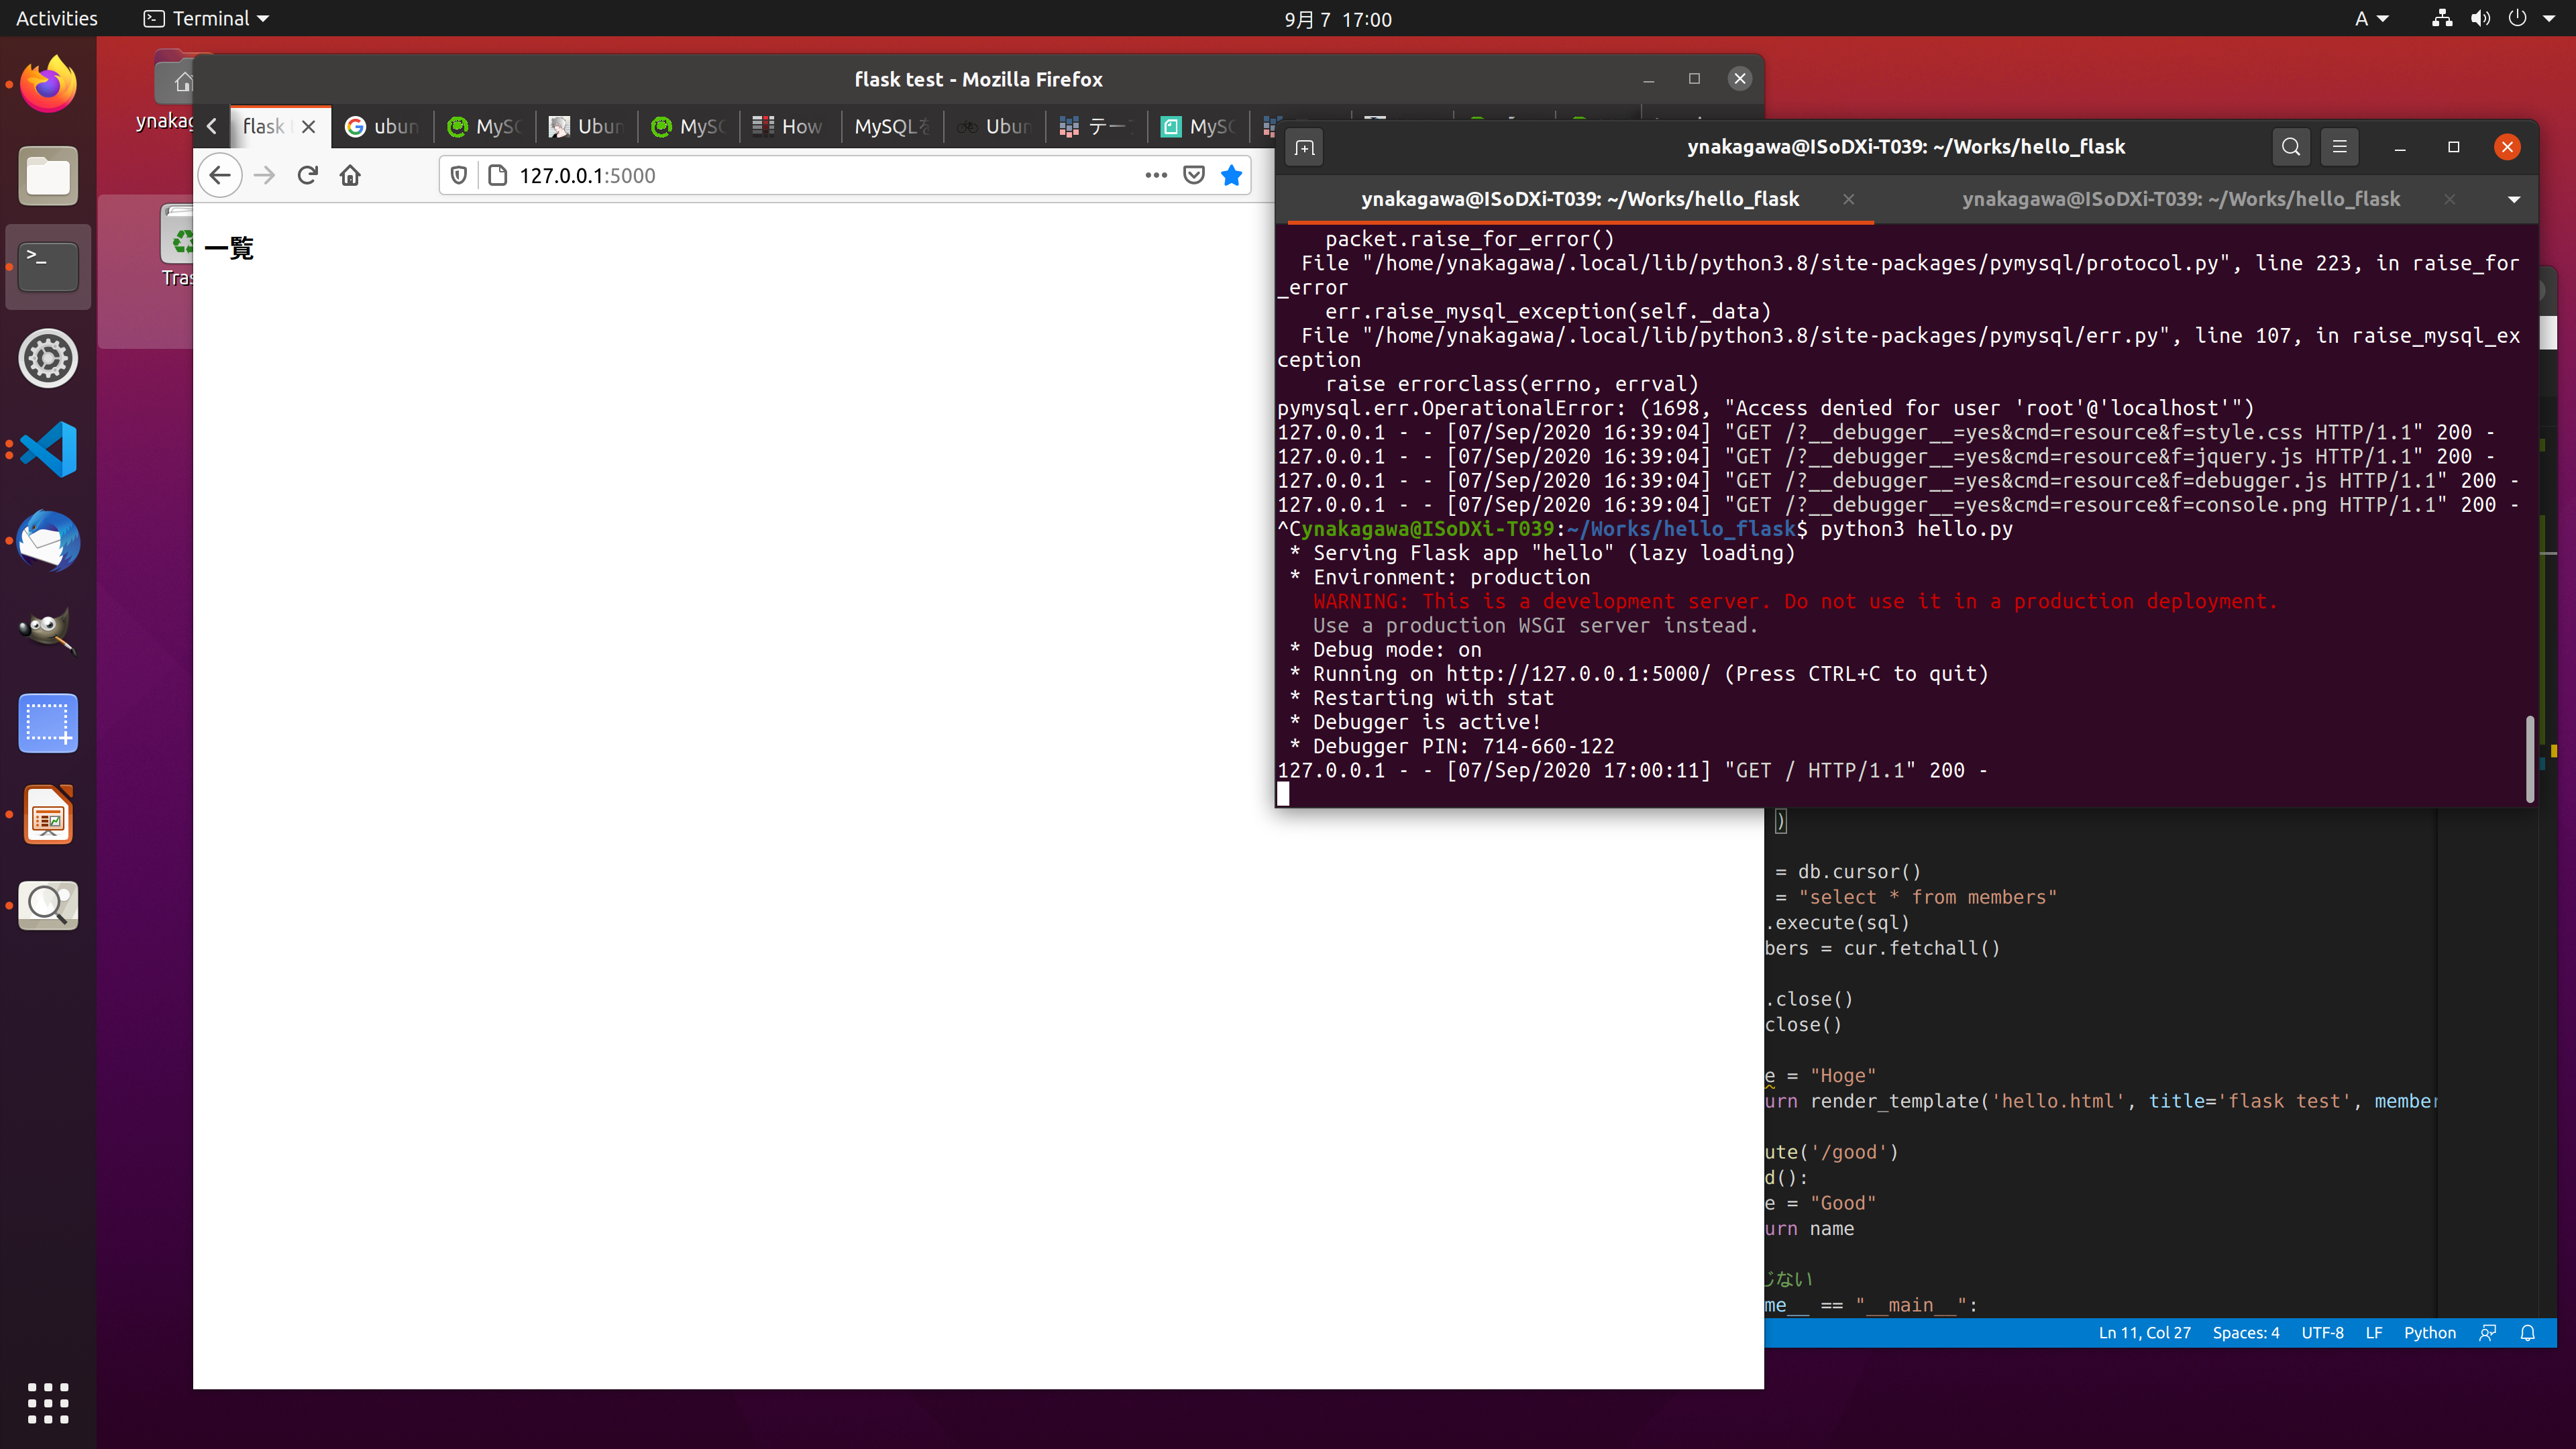 Activities
Terminal
9月 7 17:00
A
ynakag
Tras
flask test - Mozilla Firefox
flask
ubun
MySQ
Ubun
MySQ
How
MySQLを
Ubun
テー
MySQ
127.0.0.1:5000
一覧
ynakagawa@ISoDXi-T039: ~/Works/hello_flask
ynakagawa@ISoDXi-T039: ~/Works/hello_flask
ynakagawa@ISoDXi-T039: ~/Works/hello_flask
packet.raise_for_error()
File "/home/ynakagawa/.local/lib/python3.8/site-packages/pymysql/protocol.py", line 223, in raise_for
_error
err.raise_mysql_exception(self._data)
File "/home/ynakagawa/.local/lib/python3.8/site-packages/pymysql/err.py", line 107, in raise_mysql_ex
ception
raise errorclass(errno, errval)
pymysql.err.OperationalError: (1698, "Access denied for user 'root'@'localhost'")
127.0.0.1 - - [07/Sep/2020 16:39:04] "GET /?__debugger__=yes&cmd=resource&f=style.css HTTP/1.1" 200 -
127.0.0.1 - - [07/Sep/2020 16:39:04] "GET /?__debugger__=yes&cmd=resource&f=jquery.js HTTP/1.1" 200 -
127.0.0.1 - - [07/Sep/2020 16:39:04] "GET /?__debugger__=yes&cmd=resource&f=debugger.js HTTP/1.1" 200 -
127.0.0.1 - - [07/Sep/2020 16:39:04] "GET /?__debugger__=yes&cmd=resource&f=console.png HTTP/1.1" 200 -
^Cynakagawa@ISoDXi-T039:~/Works/hello_flask$ python3 hello.py
* Serving Flask app "hello" (lazy loading)
* Environment: production
WARNING: This is a development server. Do not use it in a production deployment.
Use a production WSGI server instead.
* Debug mode: on
* Running on http://127.0.0.1:5000/ (Press CTRL+C to quit)
* Restarting with stat
* Debugger is active!
* Debugger PIN: 714-660-122
127.0.0.1 - - [07/Sep/2020 17:00:11] "GET / HTTP/1.1" 200 -
)
= db.cursor()
= "select * from members"
.execute(sql)
bers = cur.fetchall()
.close()
close()
e = "Hoge"
urn render_template('hello.html', title='flask test', member
ute('/good')
d():
e = "Good"
urn name
じない
me__ == "__main__":
Ln 11, Col 27
Spaces: 4
UTF-8
LF
Python